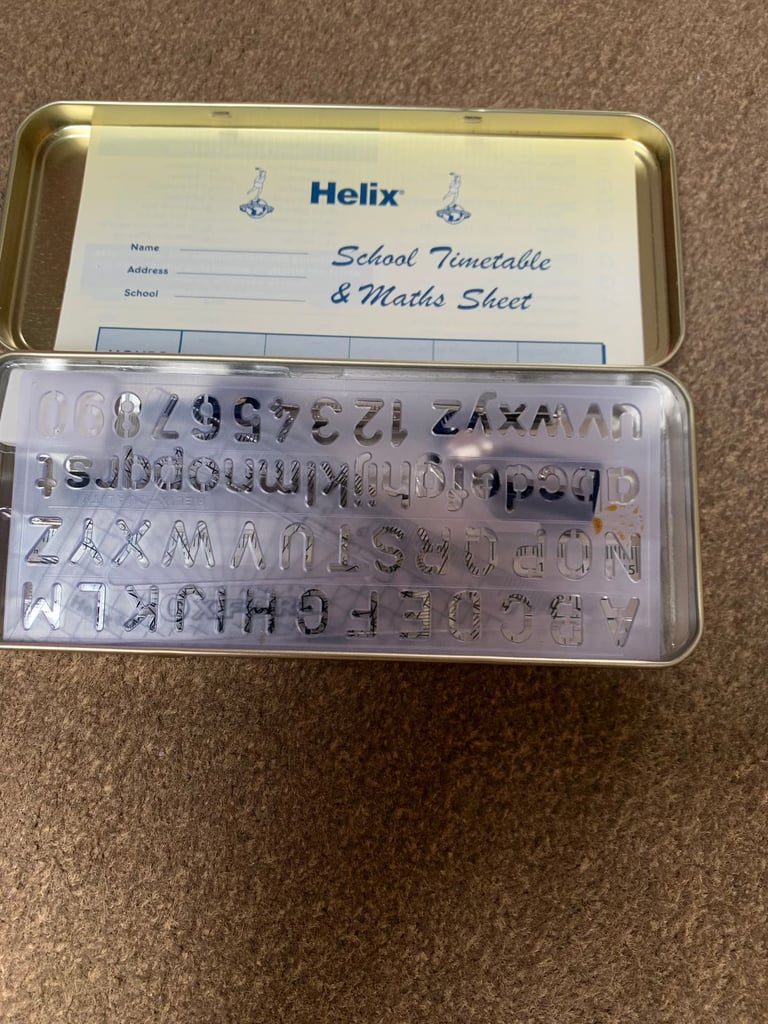 Helix®
Name
Address
School
School Timetable
& Maths Sheet
ABCDEFGHIJKLM
NOPQRSTUVWXYZ
abcdefghijklmnopqrst
uvwxyz 1234567890